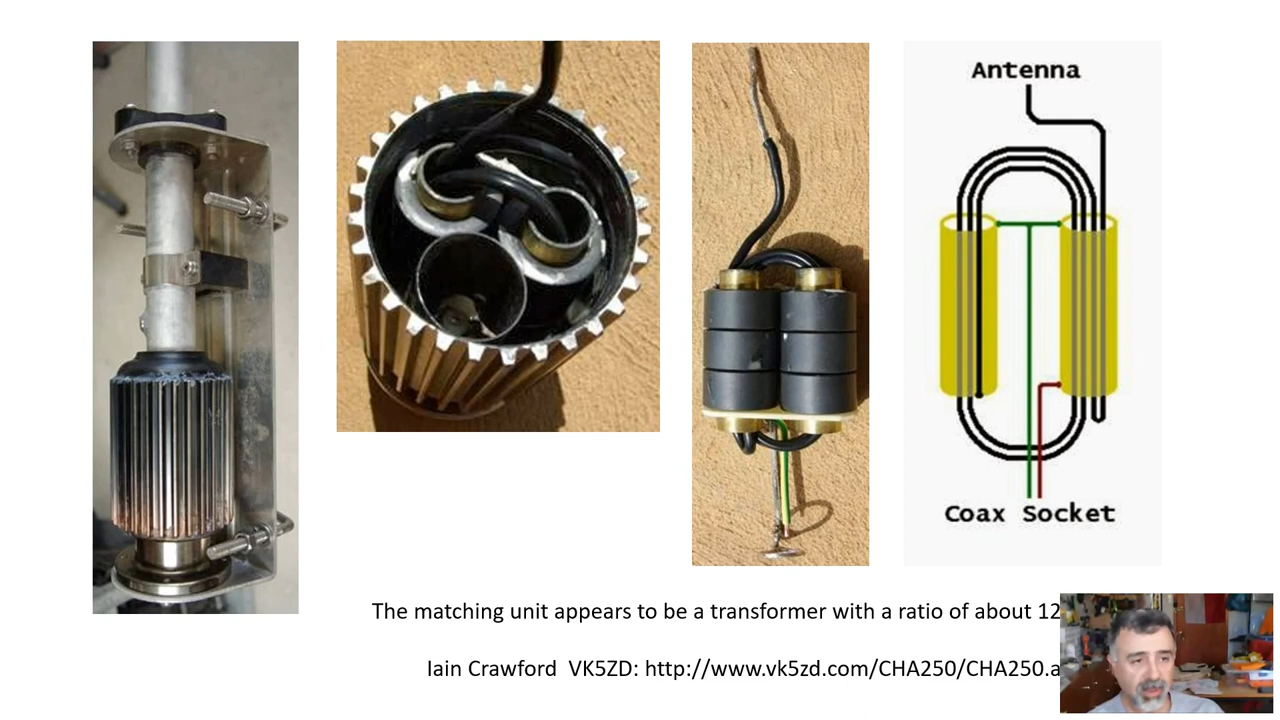 Antenna
Coax Socket
The matching unit appears to be a transformer with a ratio of about 12
Iain Crawford VK5ZD: http://www.vk5zd.com/CHA250/CHA250.a